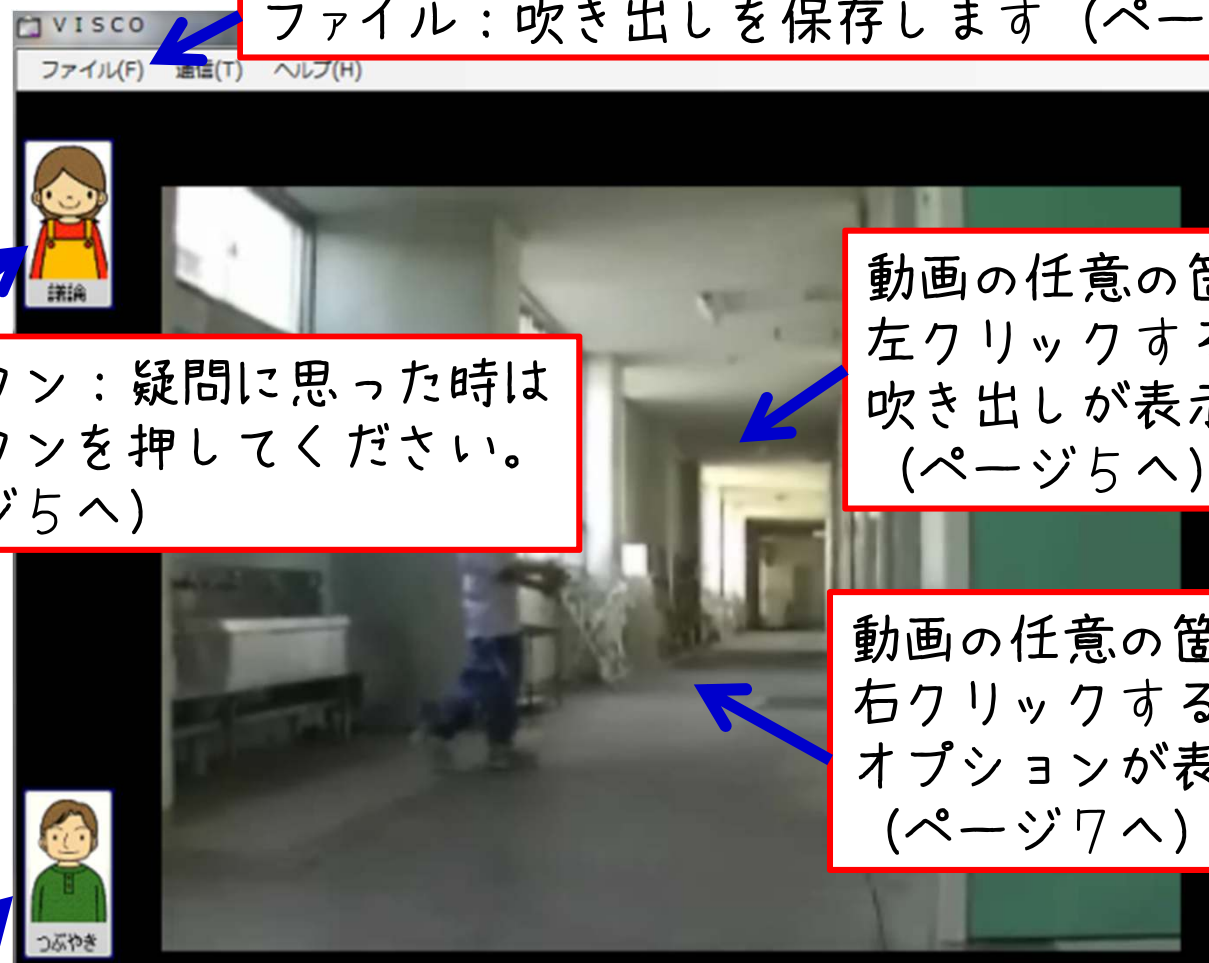 VISCO
ファイル：吹き出しを保存します（ペー
ファイル(F) 通信(T) ヘルプ(H)
議論
動画の任意の箇
左クリックする
吹き出しが表示
（ページ５へ）
タン：疑問に思った時は
タンを押してください。
ジ５へ）
動画の任意の箇
右クリックする
オプションが表
（ページ７へ）
つぶやき